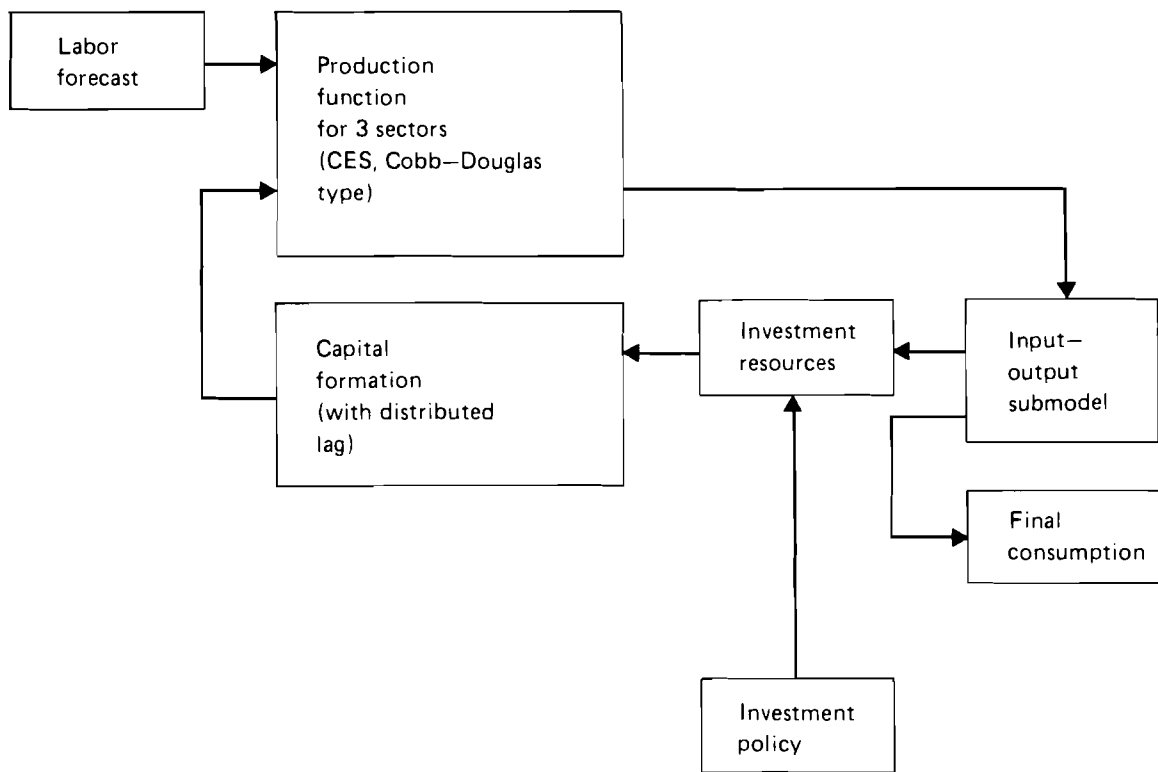 Labor
forecast
Production
function
for 3 sectors
(CES, Cobb—Douglas
type)
Capital
formation
(with distributed
lag)
Investment
resources
Input—
output
submodel
Final
consumption
Investment
policy